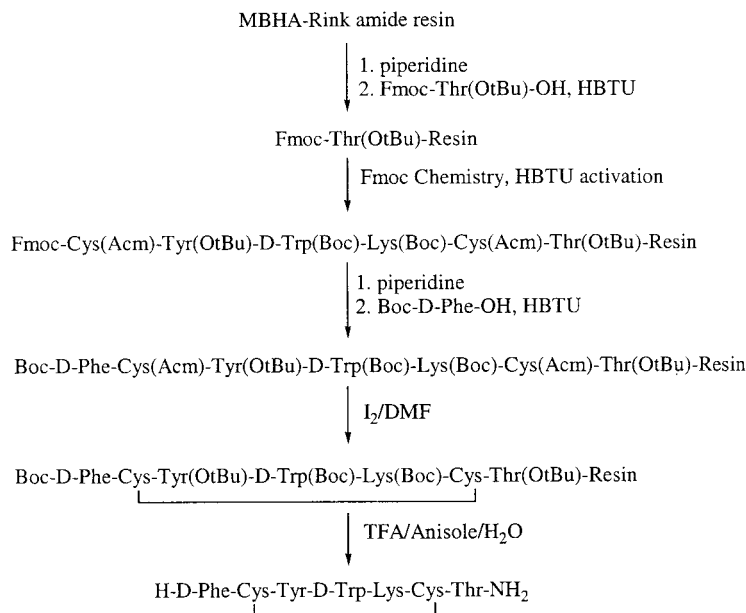 MBHA-Rink amide resin
1. piperidine
2. Fmoc-Thr(OtBu)-OH, HBTU
Fmoc-Thr(OtBu)-Resin
Fmoc Chemistry, HBTU activation
Fmoc-Cys(Acm)-Tyr(OtBu)-D-Trp(Boc)-Lys(Boc)-Cys(Acm)-Thr(OtBu)-Resin
1. piperidine
2. Boc-D-Phe-OH, HBTU
Boc-D-Phe-Cys(Acm)-Tyr(OtBu)-D-Trp(Boc)-Lys(Boc)-Cys(Acm)-Thr(OtBu)-Resin
I₂/DMF
Boc-D-Phe-Cys-Tyr(OtBu)-D-Trp(Boc)-Lys(Boc)-Cys-Thr(OtBu)-Resin
TFA/Anisole/H₂O
H-D-Phe-Cys-Tyr-D-Trp-Lys-Cys-Thr-NH₂